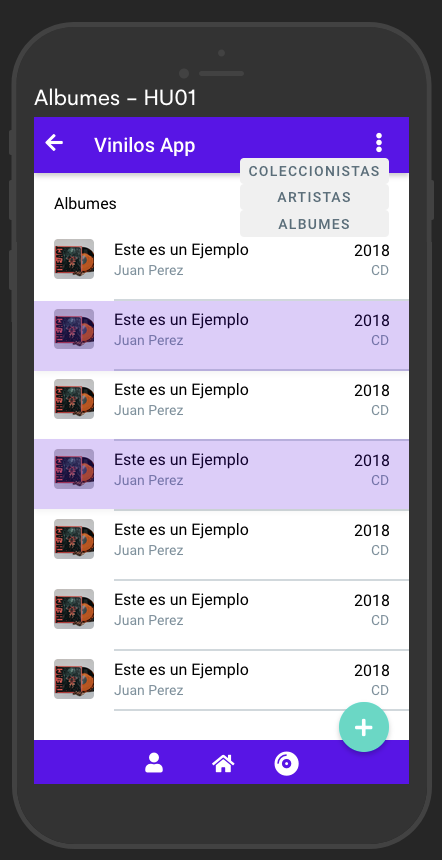 Albumes - HU01
Vinilos App
COLECCIONISTAS
ARTISTAS
ALBUMES
Albumes
Este es un Ejemplo 2018
Juan Perez CD
Este es un Ejemplo 2018
Juan Perez CD
Este es un Ejemplo 2018
Juan Perez CD
Este es un Ejemplo 2018
Juan Perez CD
Este es un Ejemplo 2018
Juan Perez CD
Este es un Ejemplo 2018
Juan Perez CD
Este es un Ejemplo 2018
Juan Perez CD